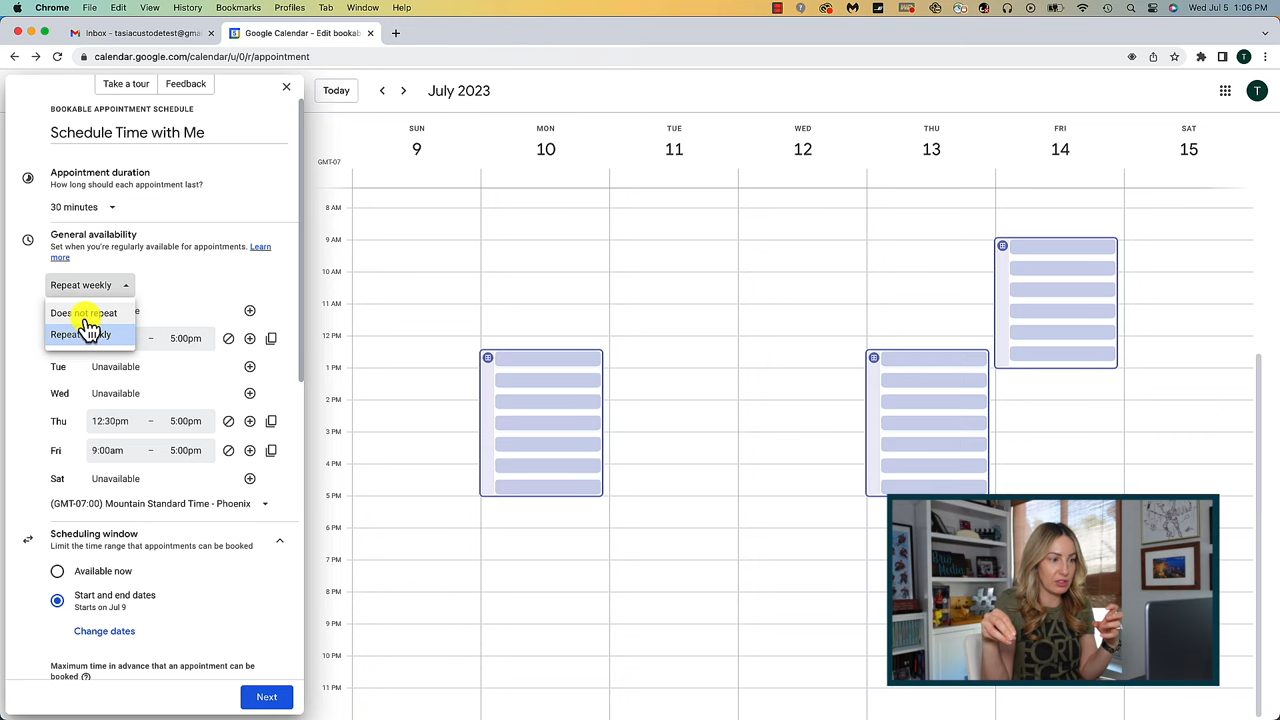 Chrome File Edit View History Bookmarks Profiles Tab Window Help
Wed Jul 5 1:06 PM
Inbox – tasiacustodetest@gma
Google Calendar - Edit bookab
calendar.google.com/calendar/u/0/r/appointment
Take a tour
Feedback
BOOKABLE APPOINTMENT SCHEDULE
Schedule Time with Me
Appointment duration
How long should each appointment last?
30 minutes
General availability
Set when you're regularly available for appointments. Learn
more
Repeat weekly
Does not repeat
– 5:00pm
Tue Unavailable
Wed Unavailable
Thu 12:30pm – 5:00pm
Fri 9:00am – 5:00pm
Sat Unavailable
(GMT-07:00) Mountain Standard Time - Phoenix
Scheduling window
Limit the time range that appointments can be booked
Available now
Start and end dates
Starts on Jul 9
Change dates
Maximum time in advance that an appointment can be
booked
Next
Today
July 2023
T
T
SUN MON TUE WED THU FRI SAT
9 10 11 12 13 14 15
GMT-07
8 AM
9 AM
10 AM
11 AM
12 PM
1 PM
2 PM
3 PM
4 PM
5 PM
6 PM
7 PM
8 PM
9 PM
10 PM
11 PM